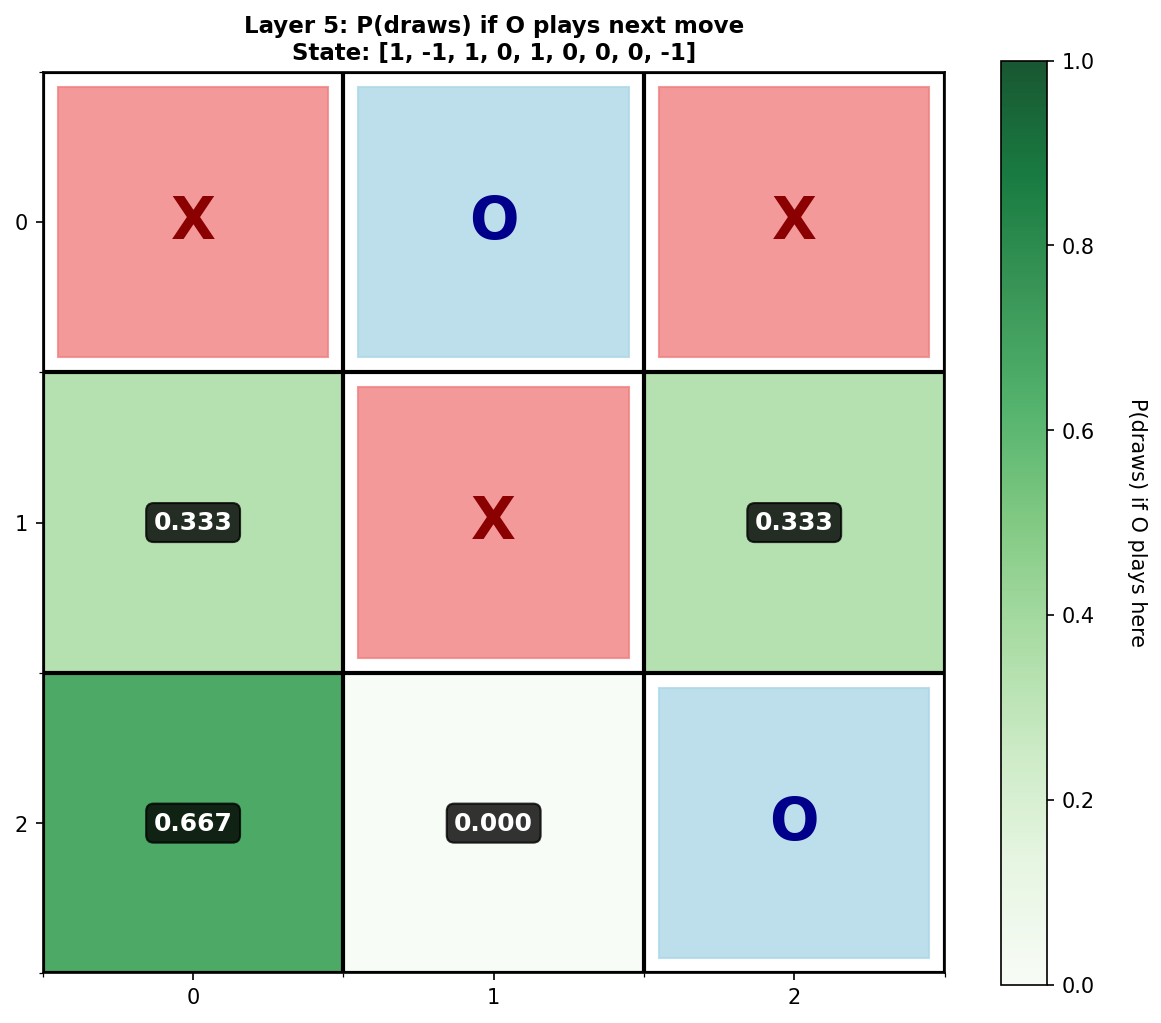 Layer 5: P(draws) if O plays next move
State: [1, -1, 1, 0, 1, 0, 0, 0, -1]
X O X
0
0.333 X 0.333
1
0.667 0.000 O
2
0 1 2
1.0
0.8
0.6
0.4
0.2
0.0
P(draws) if O plays here